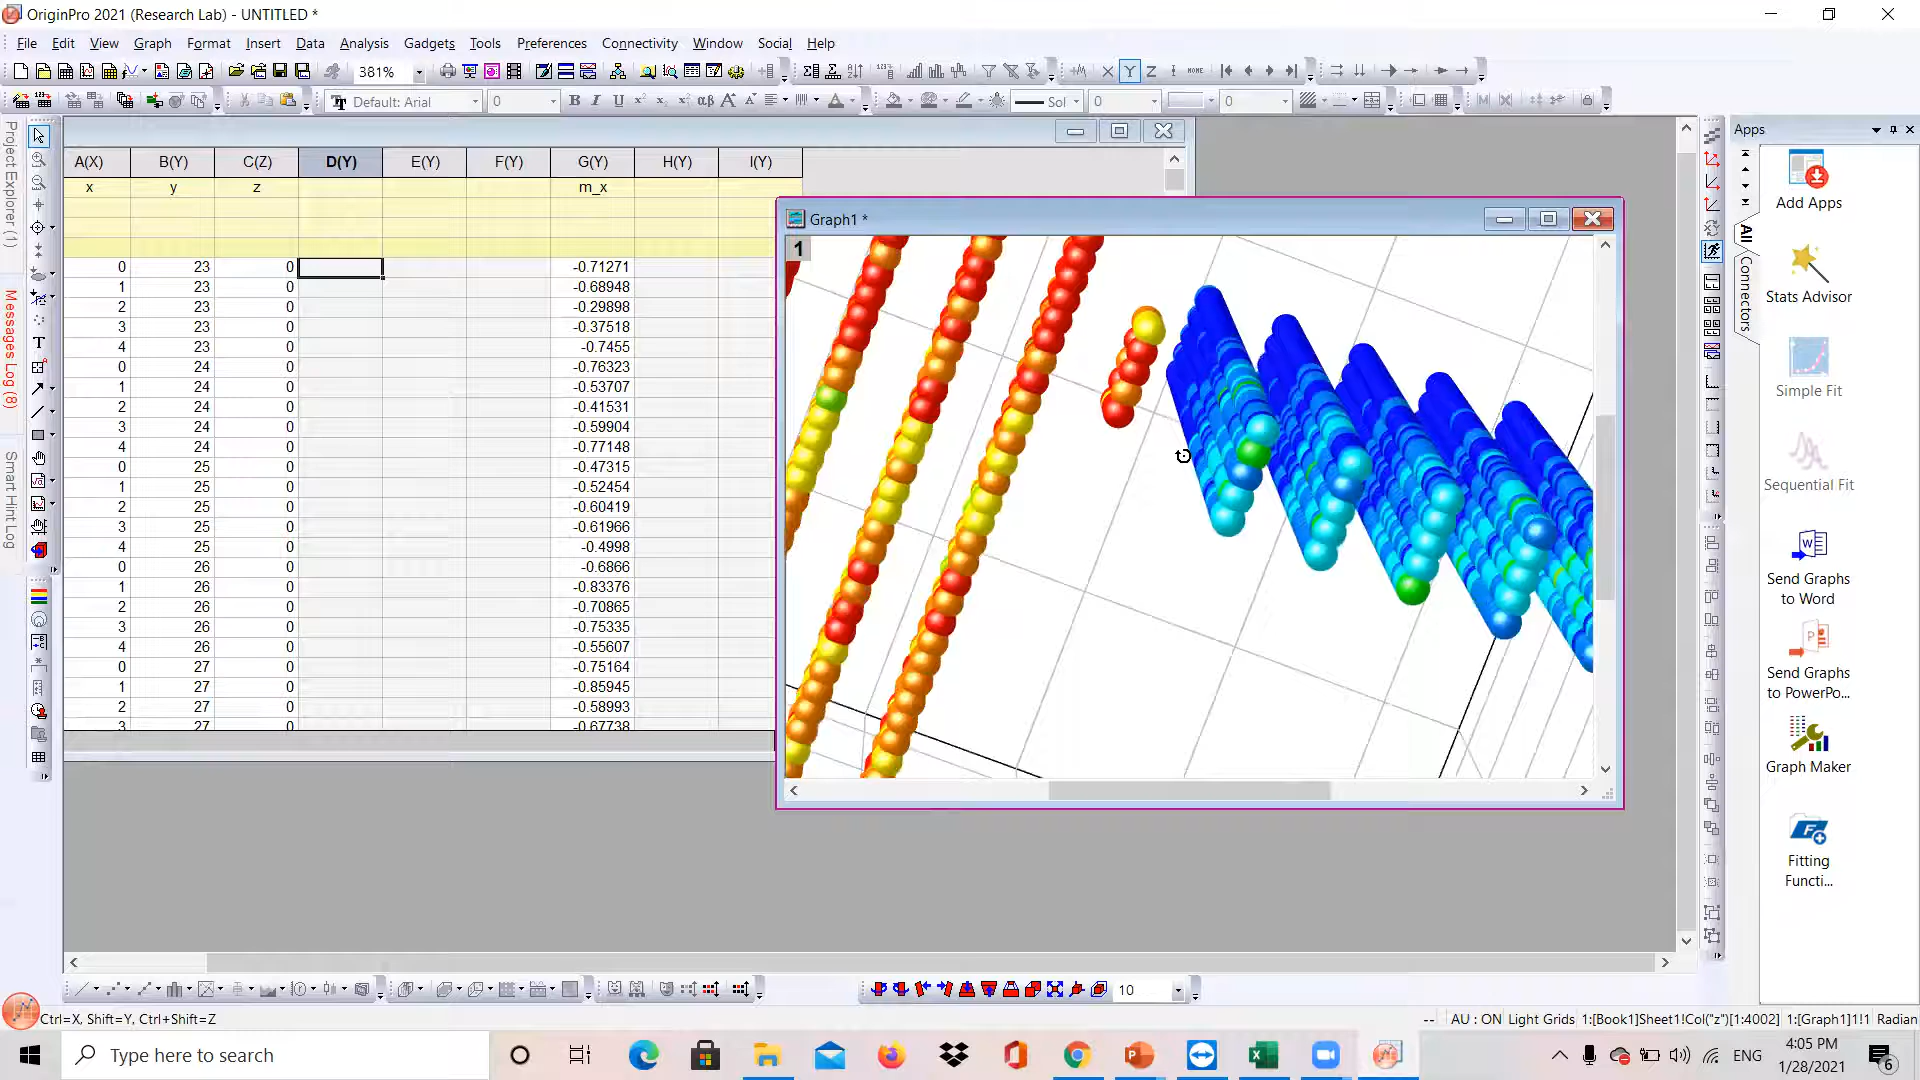 OriginPro 2021 (Research Lab) - UNTITLED *
File Edit View Graph Format Insert Data Analysis Gadgets Tools Preferences Connectivity Window Social Help
381%
Default: Arial 0 B I U Sol 0 0
Project Explorer (1)
Messages Log (8)
Smart Hint Log
A(X) B(Y) C(Z) D(Y) E(Y) F(Y) G(Y) H(Y) I(Y)
x y z m_x
0 23 0 -0.71271
1 23 0 -0.68948
2 23 0 -0.29898
3 23 0 -0.37518
4 23 0 -0.7455
0 24 0 -0.76323
1 24 0 -0.53707
2 24 0 -0.41531
3 24 0 -0.59904
4 24 0 -0.77148
0 25 0 -0.47315
1 25 0 -0.52454
2 25 0 -0.60419
3 25 0 -0.61966
4 25 0 -0.4998
0 26 0 -0.6866
1 26 0 -0.83376
2 26 0 -0.70865
3 26 0 -0.75335
4 26 0 -0.55607
0 27 0 -0.75164
1 27 0 -0.85945
2 27 0 -0.58993
3 27 0 -0.67738
Graph1 *
1
Apps
All
Connectors
Add Apps
Stats Advisor
Simple Fit
Sequential Fit
Send Graphs
to Word
Send Graphs
to PowerPo...
Graph Maker
Fitting
Functi...
10
Ctrl=X, Shift=Y, Ctrl+Shift=Z
-- AU : ON Light Grids 1:[Book1]Sheet1!Col("z")[1:4002] 1:[Graph1]1!1 Radian
Type here to search
ENG
4:05 PM
1/28/2021
6